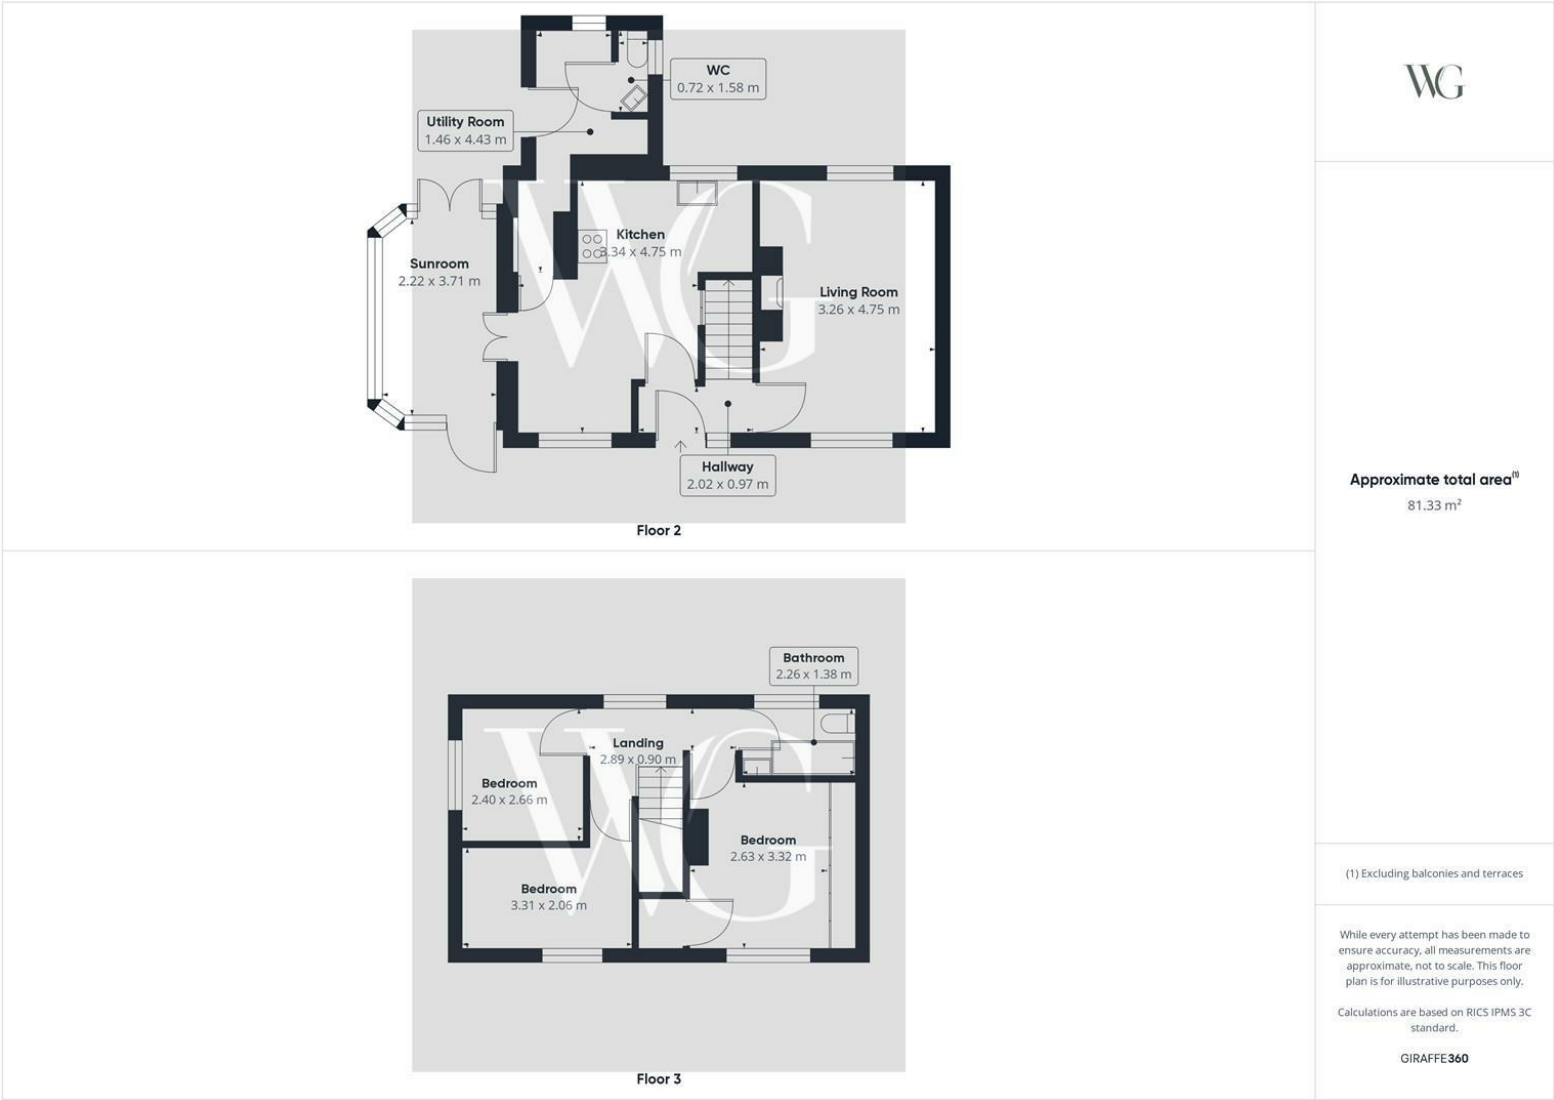 WC
0.72 x 1.58 m
Utility Room
1.46 x 4.43 m
Kitchen
3.34 x 4.75 m
Sunroom
2.22 x 3.71 m
Living Room
3.26 x 4.75 m
Hallway
2.02 x 0.97 m
Floor 2
WG
Bathroom
2.26 x 1.38 m
Landing
2.89 x 0.90 m
Bedroom
2.40 x 2.66 m
Bedroom
2.63 x 3.32 m
Bedroom
3.31 x 2.06 m
Floor 3
WG
WG
Approximate total area⁽¹⁾
81.33 m²
(1) Excluding balconies and terraces
While every attempt has been made to
ensure accuracy, all measurements are
approximate, not to scale. This floor
plan is for illustrative purposes only.
Calculations are based on RICS IPMS 3C
standard.
GIRAFFE360